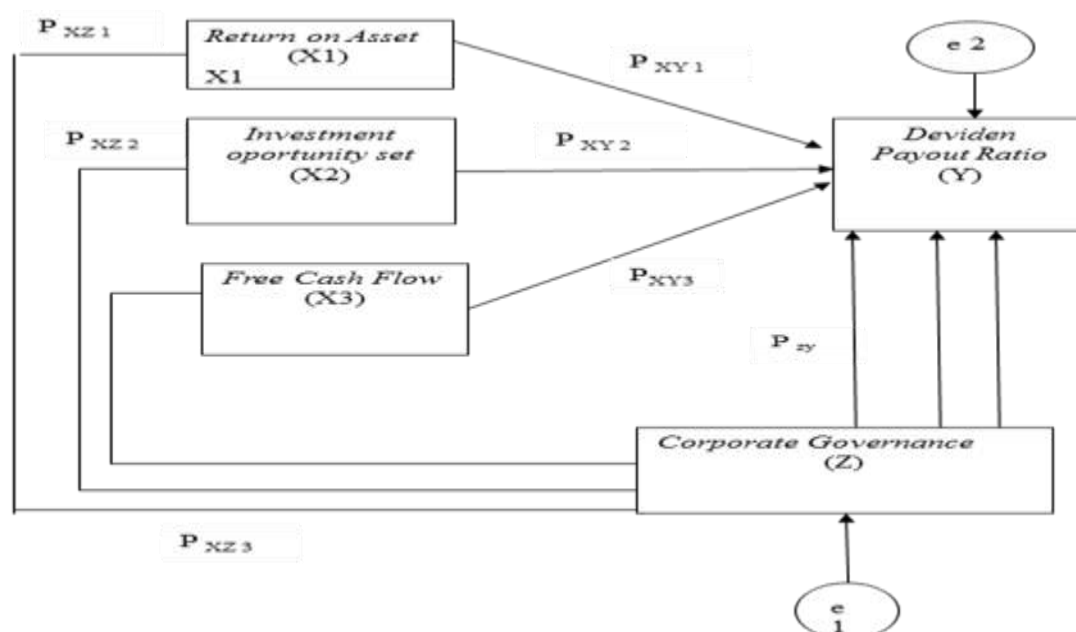 P XZ 1
Return on Asset
(X1)
X1
P XY 1
e 2
P XZ 2
Investment
oportunity set
(X2)
P XY 2
Deviden
Payout Ratio
(Y)
Free Cash Flow
(X3)
P XY3
P zy
Corporate Governance
(Z)
P XZ 3
e
1